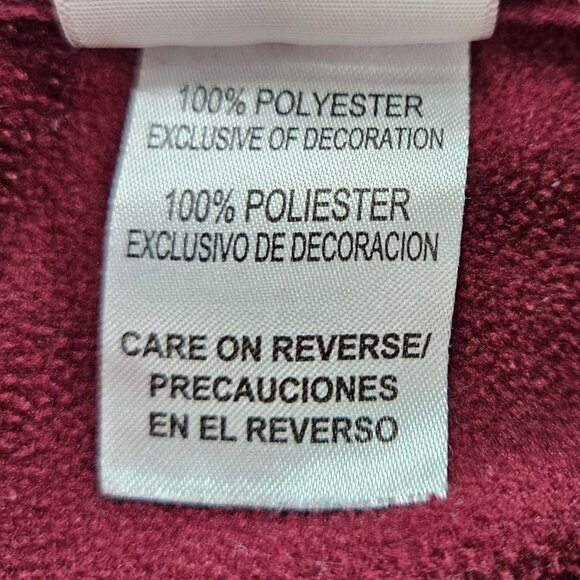 100% POLYESTER
EXCLUSIVE OF DECORATION
100% POLIESTER
EXCLUSIVO DE DECORACION
CARE ON REVERSE/
PRECAUCIONES
EN EL REVERSO